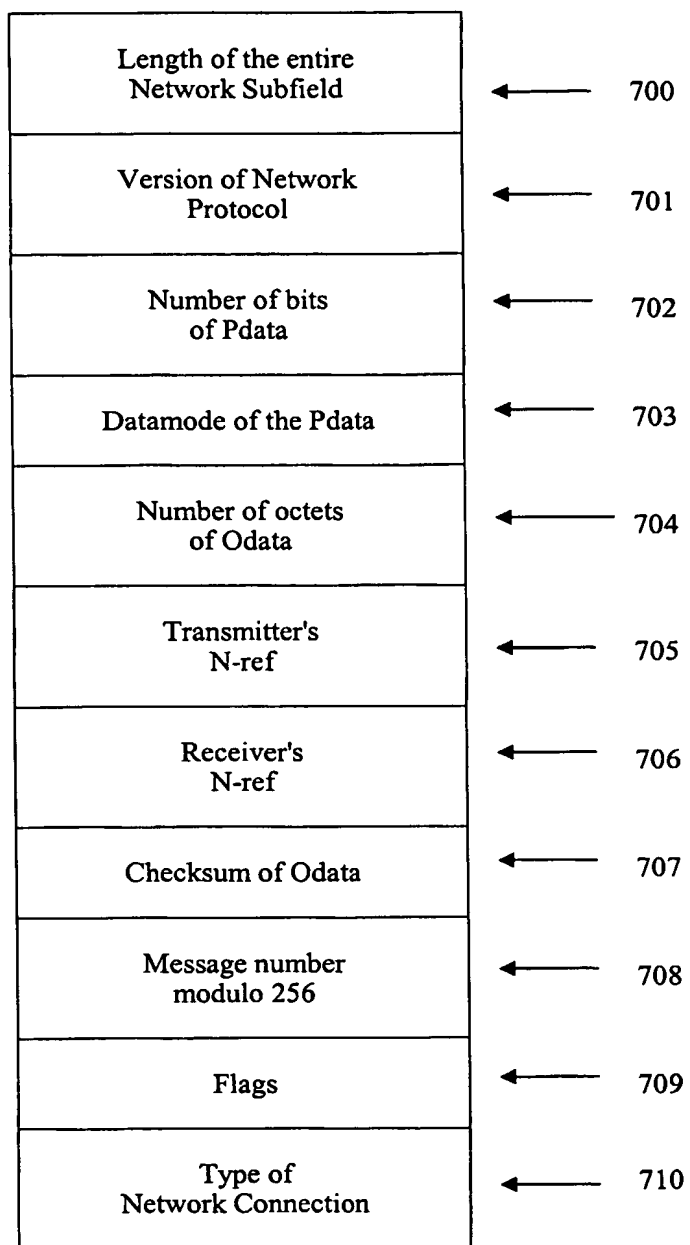 Length of the entire
Network Subfield
700
Version of Network
Protocol
701
Number of bits
of Pdata
702
Datamode of the Pdata
703
Number of octets
of Odata
704
Transmitter's
N-ref
705
Receiver's
N-ref
706
Checksum of Odata
707
Message number
modulo 256
708
Flags
709
Type of
Network Connection
710